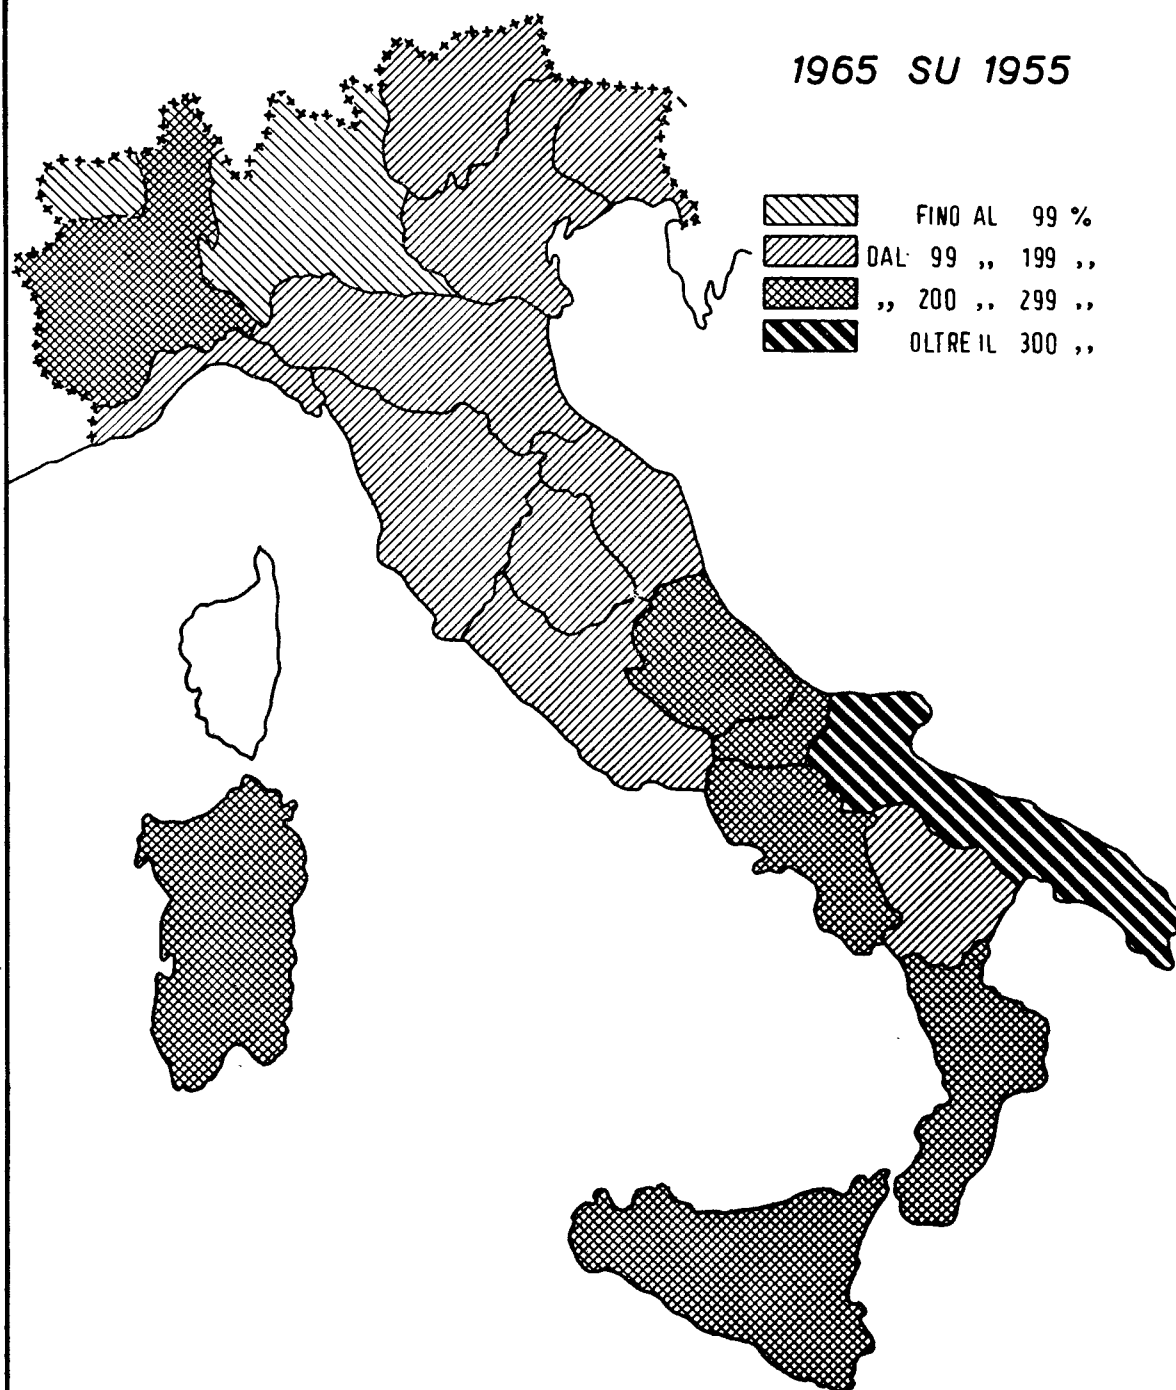 1965 SU 1955
FINO AL 99 %
DAL 99 ,, 199 ,,
,, 200 ,, 299 ,,
OLTRE IL 300 ,,